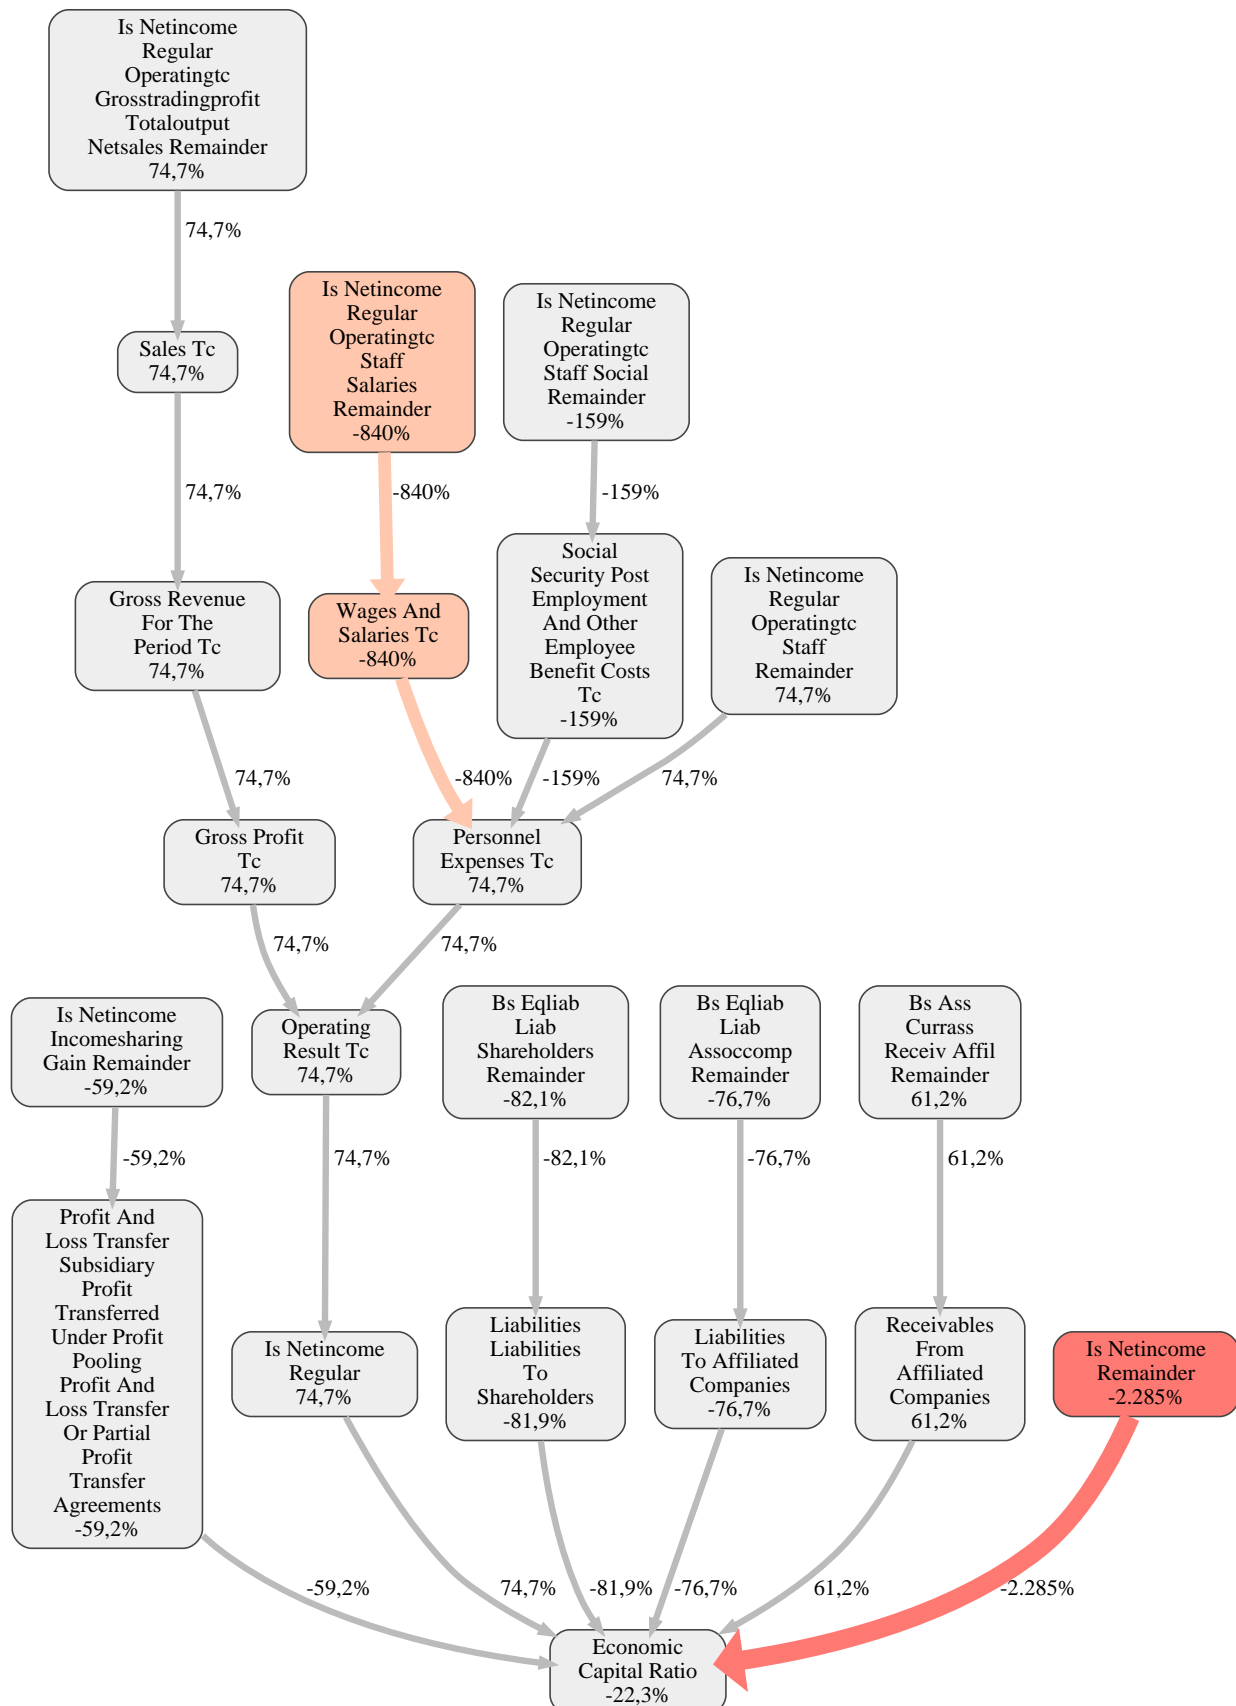 Is Netincome
Regular
Operatingtc
Grosstradingprofit
Totaloutput
Netsales Remainder
74,7%
74,7%
Is Netincome
Regular
Operatingtc
Staff
Salaries
Remainder
-840%
Is Netincome
Regular
Operatingtc
Staff Social
Remainder
-159%
Sales Tc
74,7%
74,7%
-840%
-159%
Social
Security Post
Employment
And Other
Employee
Benefit Costs
Tc
-159%
Is Netincome
Regular
Operatingtc
Staff
Remainder
74,7%
Gross Revenue
For The
Period Tc
74,7%
Wages And
Salaries Tc
-840%
74,7%
-840%
-159%
74,7%
Gross Profit
Tc
74,7%
Personnel
Expenses Tc
74,7%
74,7%
74,7%
Is Netincome
Incomesharing
Gain Remainder
-59,2%
Operating
Result Tc
74,7%
Bs Eqliab
Liab
Shareholders
Remainder
-82,1%
Bs Eqliab
Liab
Assoccomp
Remainder
-76,7%
Bs Ass
Currass
Receiv Affil
Remainder
61,2%
-59,2%
74,7%
-82,1%
-76,7%
61,2%
Profit And
Loss Transfer
Subsidiary
Profit
Transferred
Under Profit
Pooling
Profit And
Loss Transfer
Or Partial
Profit
Transfer
Agreements
-59,2%
Is Netincome
Regular
74,7%
Liabilities
Liabilities
To
Shareholders
-81,9%
Liabilities
To Affiliated
Companies
-76,7%
Receivables
From
Affiliated
Companies
61,2%
Is Netincome
Remainder
-2.285%
-59,2%
74,7%
-81,9%
-76,7%
61,2%
-2.285%
Economic
Capital Ratio
-22,3%